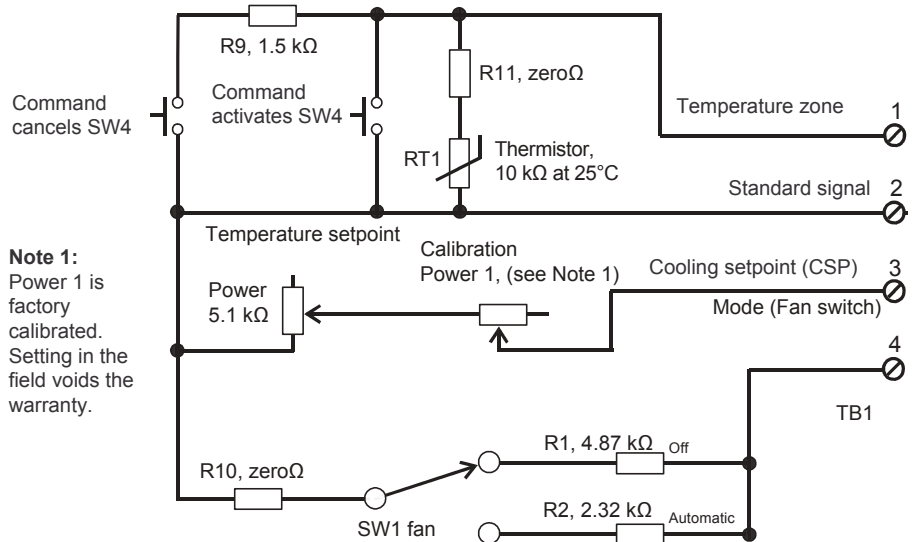 R9, 1.5 kΩ
Command
cancels SW4
Command
activates SW4
R11, zeroΩ
RT1
Thermistor,
10 kΩ at 25°C
Temperature zone
1
Standard signal
2
Temperature setpoint
Note 1:
Power 1 is
factory
calibrated.
Setting in the
field voids the
warranty.
Power
5.1 kΩ
Calibration
Power 1, (see Note 1)
Cooling setpoint (CSP)
3
Mode (Fan switch)
4
TB1
R10, zeroΩ
SW1 fan
R1, 4.87 kΩ
Off
R2, 2.32 kΩ
Automatic